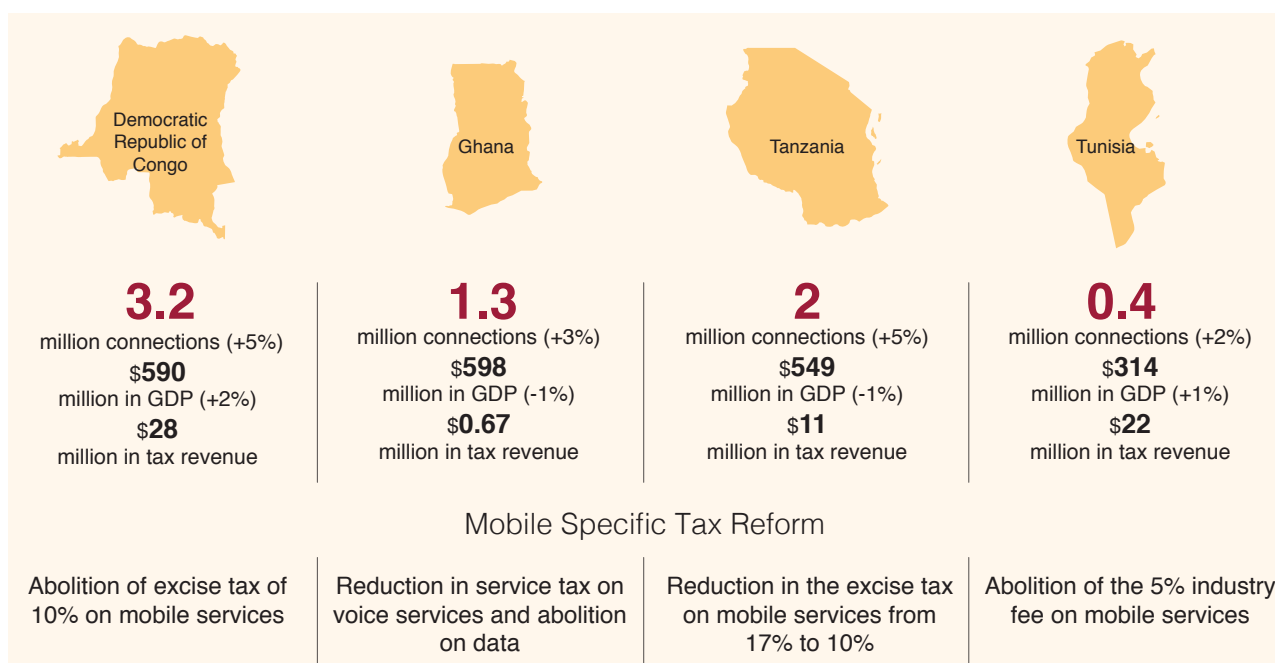 Democratic
Republic of
Congo
Ghana
Tanzania
Tunisia
3.2
million connections (+5%)
$590
million in GDP (+2%)
$28
million in tax revenue
1.3
million connections (+3%)
$598
million in GDP (-1%)
$0.67
million in tax revenue
2
million connections (+5%)
$549
million in GDP (-1%)
$11
million in tax revenue
0.4
million connections (+2%)
$314
million in GDP (+1%)
$22
million in tax revenue
Mobile Specific Tax Reform
Abolition of excise tax of
10% on mobile services
Reduction in service tax on
voice services and abolition
on data
Reduction in the excise tax
on mobile services from
17% to 10%
Abolition of the 5% industry
fee on mobile services